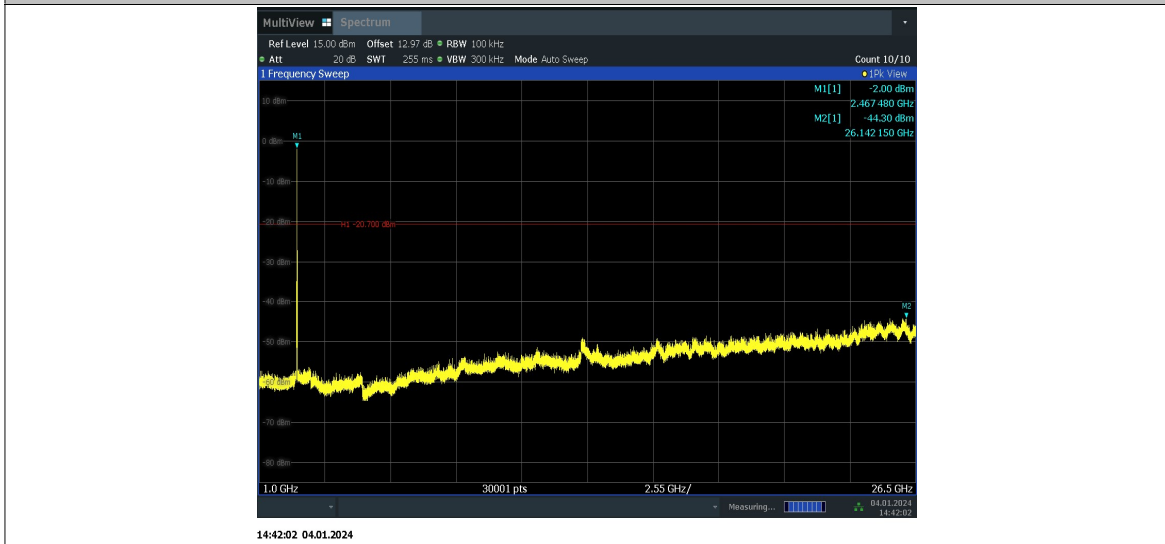 MultiView Spectrum
Ref Level 15.00 dBm Offset 12.97 dB RBW 100 kHz
Att 20 dB SWT 255 ms VBW 300 kHz Mode Auto Sweep Count 10/10
1 Frequency Sweep 1Pk View
M1[1] -2.00 dBm
2.467 480 GHz
M2[1] -44.30 dBm
26.142 150 GHz
10 dBm
M1
0 dBm
-10 dBm
-20 dBm
H1 -20.700 dBm
-30 dBm
-40 dBm
M2
-50 dBm
-60 dBm
-70 dBm
-80 dBm
1.0 GHz 30001 pts 2.55 GHz/ 26.5 GHz
Measuring... 04.01.2024
14:42:02
14:42:02 04.01.2024